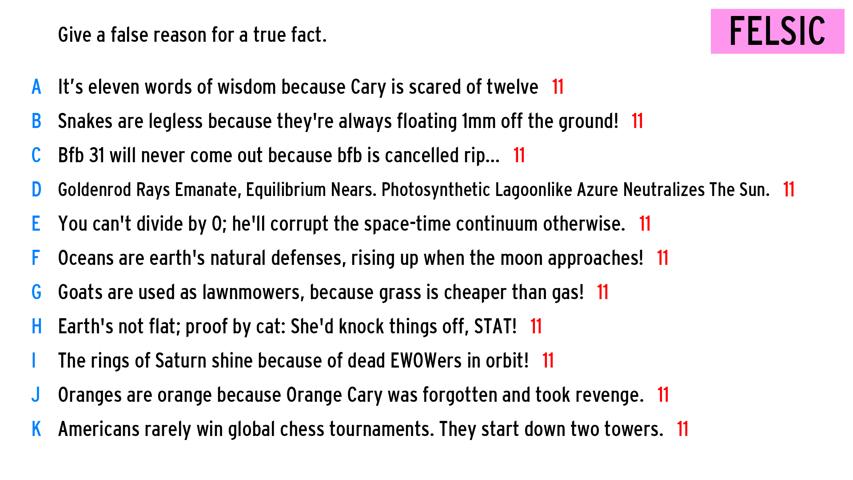 Give a false reason for a true fact.
FELSIC
A It's eleven words of wisdom because Cary is scared of twelve 11
B Snakes are legless because they're always floating 1mm off the ground! 11
C Bfb 31 will never come out because bfb is cancelled rip... 11
D Goldenrod Rays Emanate, Equilibrium Nears. Photosynthetic Lagoonlike Azure Neutralizes The Sun. 11
E You can't divide by 0; he'll corrupt the space-time continuum otherwise. 11
F Oceans are earth's natural defenses, rising up when the moon approaches! 11
G Goats are used as lawnmowers, because grass is cheaper than gas! 11
H Earth's not flat; proof by cat: She'd knock things off, STAT! 11
I The rings of Saturn shine because of dead EWOWers in orbit! 11
J Oranges are orange because Orange Cary was forgotten and took revenge. 11
K Americans rarely win global chess tournaments. They start down two towers. 11